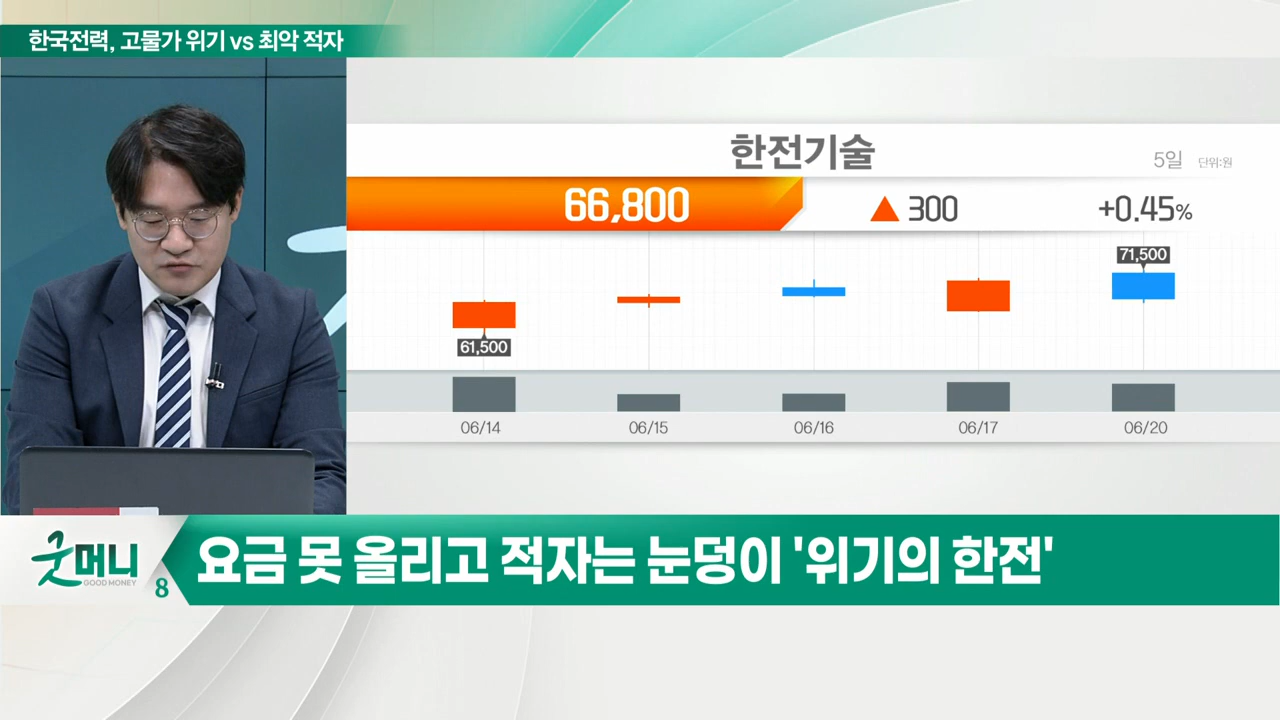 한국전력, 고물가 위기 vs 최악 적자
한전기술
5일 단위:원
66,800 ▲ 300 +0.45%
71,500
61,500
06/14 06/15 06/16 06/17 06/20
굿머니
GOOD MONEY
8
요금 못 올리고 적자는 눈덩이 '위기의 한전'